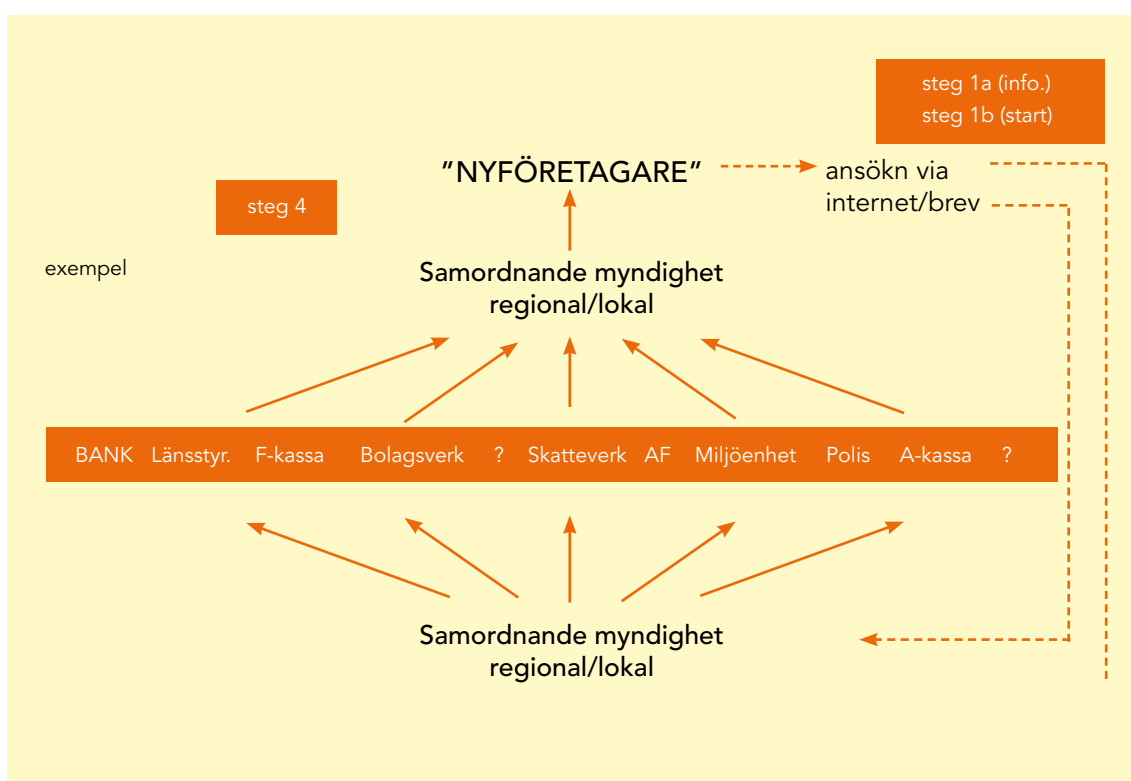 steg 1a (info.)
steg 1b (start)
”NYFÖRETAGARE”
ansökn via
internet/brev
steg 4
exempel
Samordnande myndighet
regional/lokal
BANK Länsstyr. F-kassa Bolagsverk ? Skatteverk AF Miljöenhet Polis A-kassa ?
Samordnande myndighet
regional/lokal